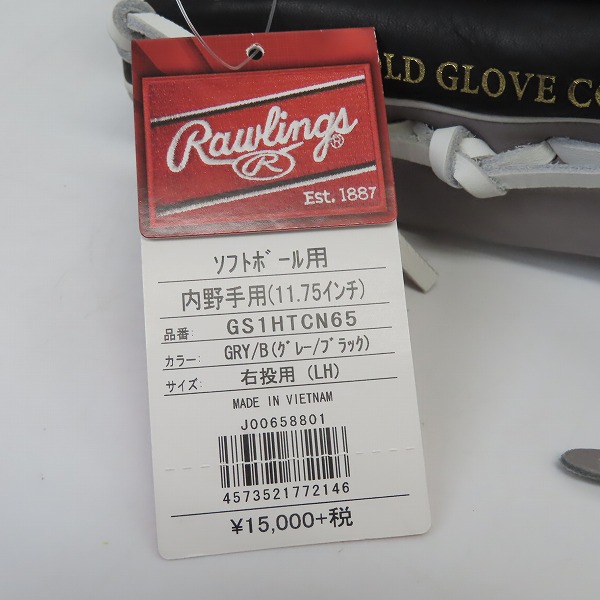 Rawlings®
R
Est. 1887
OLD GLOVE CO
ソフトボール用
内野手用(11.75インチ)
品番: GS1HTCN65
カラー: GRY/B(グレー/ブラック)
サイズ: 右投用 (LH)
MADE IN VIETNAM
J00658801
4573521772146
¥15,000+税